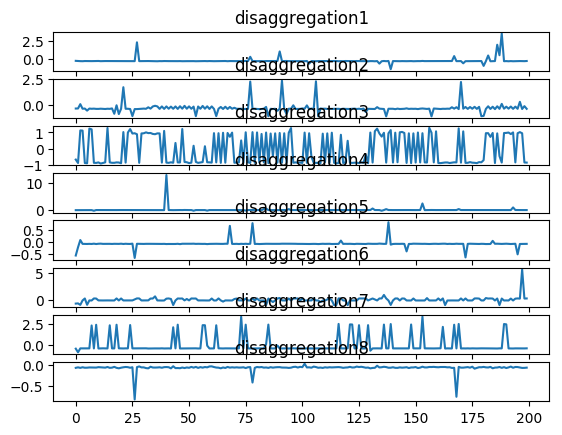 disaggregation1
2.5
0.0
disaggregation2
2.5
0.0
disaggregation3
1
0
−1
disaggregation4
10
0
disaggregation5
0.5
0.0
−0.5
disaggregation6
5
0
disaggregation7
2.5
0.0
disaggregation8
0.0
−0.5
0 25 50 75 100 125 150 175 200